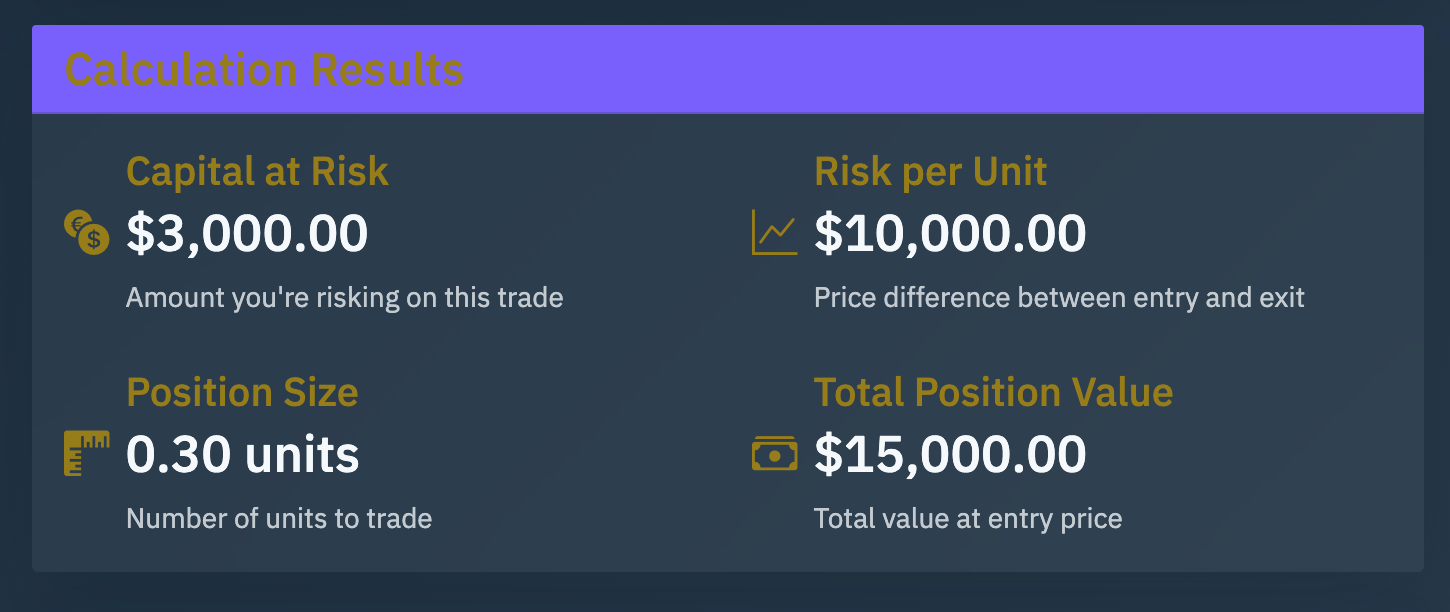 Calculation Results
Capital at Risk
$3,000.00
Amount you're risking on this trade
Risk per Unit
$10,000.00
Price difference between entry and exit
Position Size
0.30 units
Number of units to trade
Total Position Value
$15,000.00
Total value at entry price